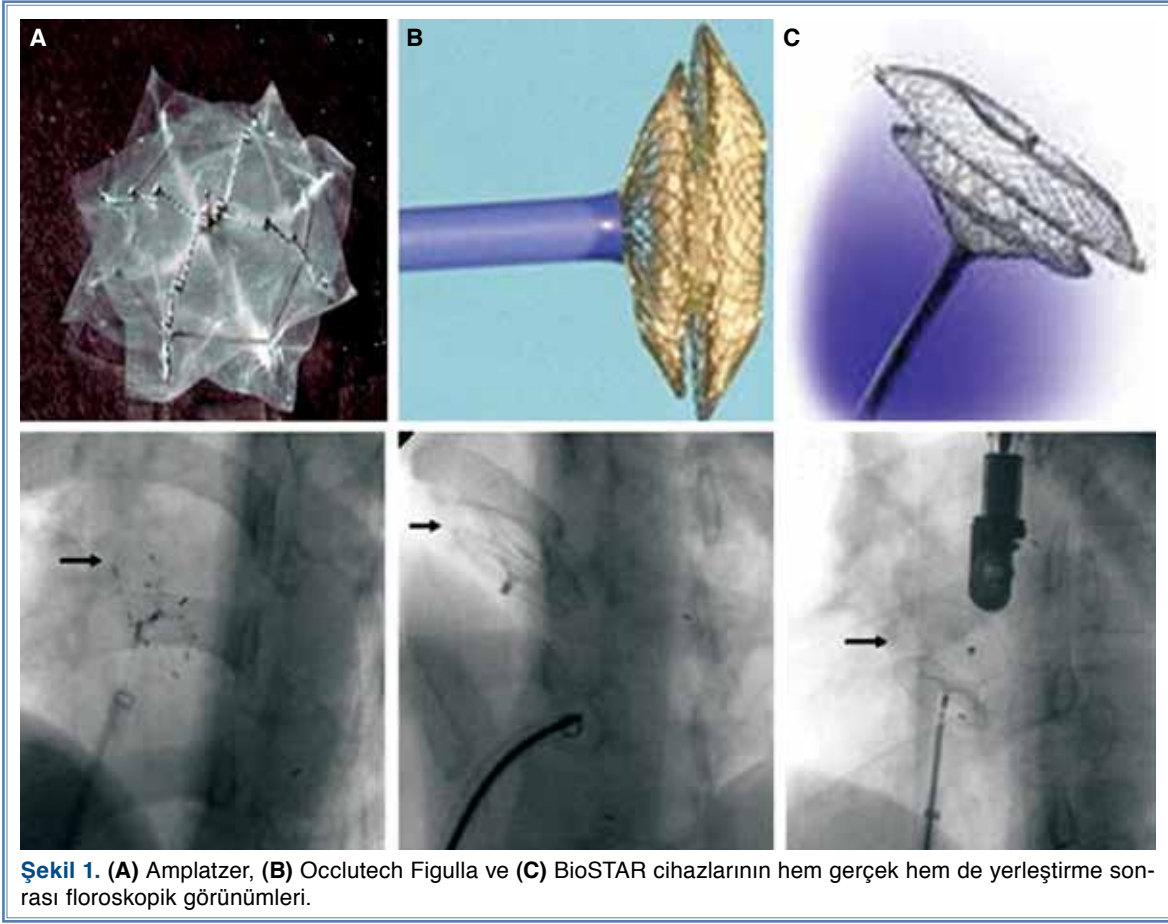 A
B
C
Şekil 1. (A) Amplatzer, (B) Occlutech Figulla ve (C) BioSTAR cihazlarının hem gerçek hem de yerleştirme son-
rası floroskopik görünümleri.